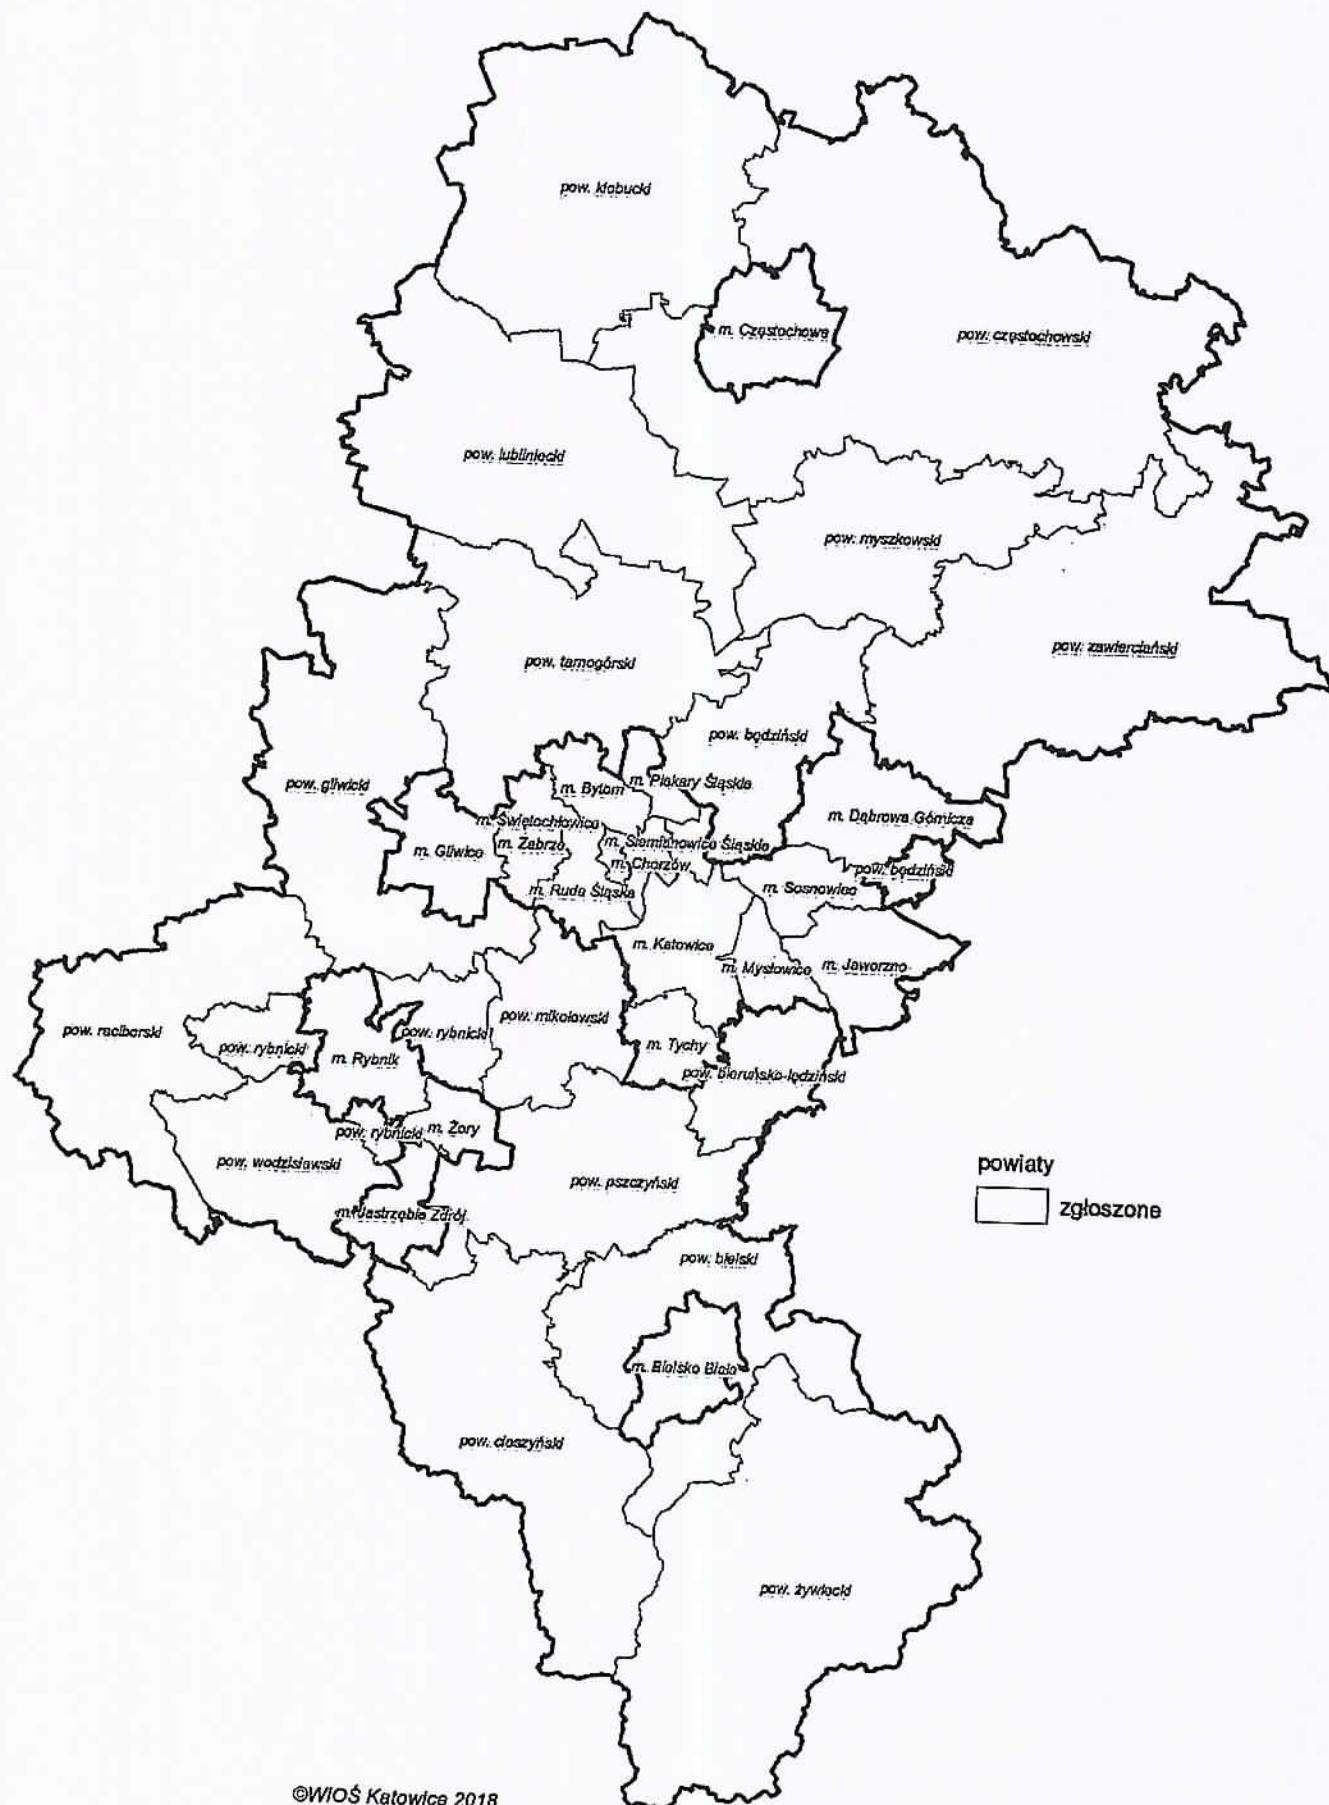 pow. kłobucki
m. Częstochowa
pow. częstochowski
pow. lubliniecki
pow. myszkowski
pow. zawierciański
pow. tarnogórski
pow. będziński
pow. gliwicki
m. Bytom
m. Piekary Śląskie
m. Świętochłowice
m. Dąbrowa Górnicza
m. Gliwice
m. Zabrze
m. Siemianowice Śląskie
m. Chorzów
pow. będziński
m. Ruda Śląska
m. Sosnowiec
m. Katowice
m. Mysłowice
m. Jaworzno
pow. raciborski
pow. rybnicki
m. Rybnik
pow. rybnicki
pow. mikołowski
m. Tychy
pow. bieruńsko-lędziński
pow. rybnicki
m. Żory
pow. wodzisławski
pow. pszczyński
powiaty
zgłoszone
m. Jastrzębie Zdrój
pow. bielski
m. Bielsko Biała
pow. cieszyński
pow. żywiecki
©WIOŚ Katowice 2018